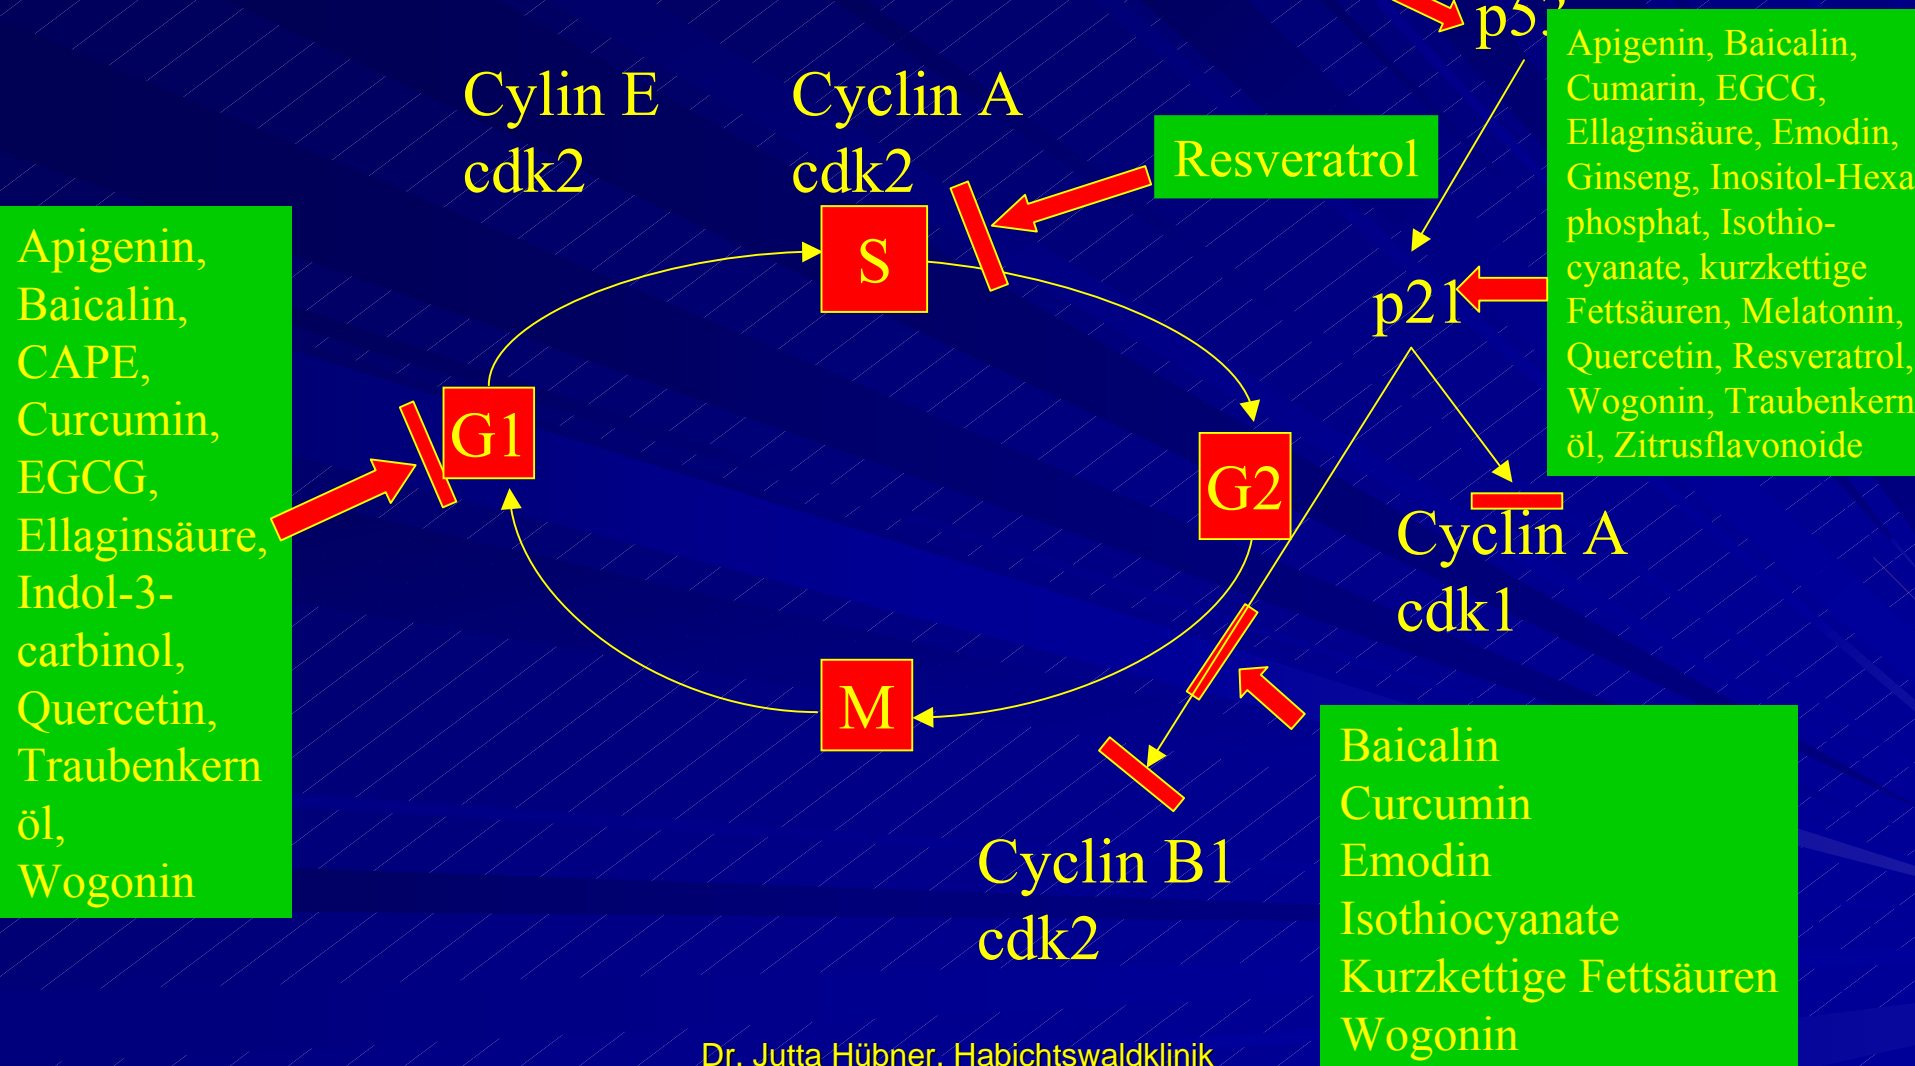 p53
Cylin E
cdk2
Cyclin A
cdk2
Resveratrol
Apigenin, Baicalin,
Cumarin, EGCG,
Ellaginsäure, Emodin,
Ginseng, Inositol-Hexa
phosphat, Isothio-
cyanate, kurzkettige
Fettsäuren, Melatonin,
Quercetin, Resveratrol,
Wogonin, Traubenkern
öl, Zitrusflavonoide
Apigenin,
Baicalin,
CAPE,
Curcumin,
EGCG,
Ellaginsäure,
Indol-3-
carbinol,
Quercetin,
Traubenkern
öl,
Wogonin
S
p21
G1
G2
Cyclin A
cdk1
M
Cyclin B1
cdk2
Baicalin
Curcumin
Emodin
Isothiocyanate
Kurzkettige Fettsäuren
Wogonin
Dr. Jutta Hübner, Habichtswaldklinik